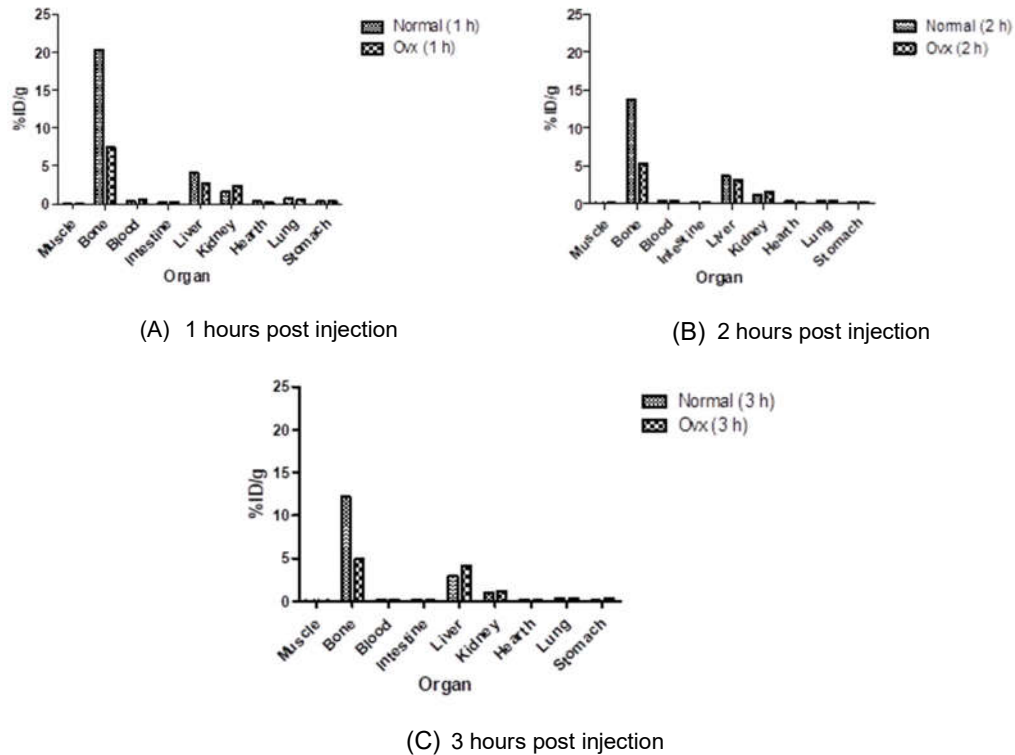 25
20
15
10
5
0
%ID/g
Normal (1 h)
Ovx (1 h)
Muscle
Bone
Blood
Intestine
Liver
Kidney
Hearth
Lung
Stomach
Organ
(A) 1 hours post injection
25
20
15
10
5
0
%ID/g
Normal (2 h)
Ovx (2 h)
Muscle
Bone
Blood
Intestine
Liver
Kidney
Hearth
Lung
Stomach
Organ
(B) 2 hours post injection
25
20
15
10
5
0
%ID/g
Normal (3 h)
Ovx (3 h)
Muscle
Bone
Blood
Intestine
Liver
Kidney
Hearth
Lung
Stomach
Organ
(C) 3 hours post injection